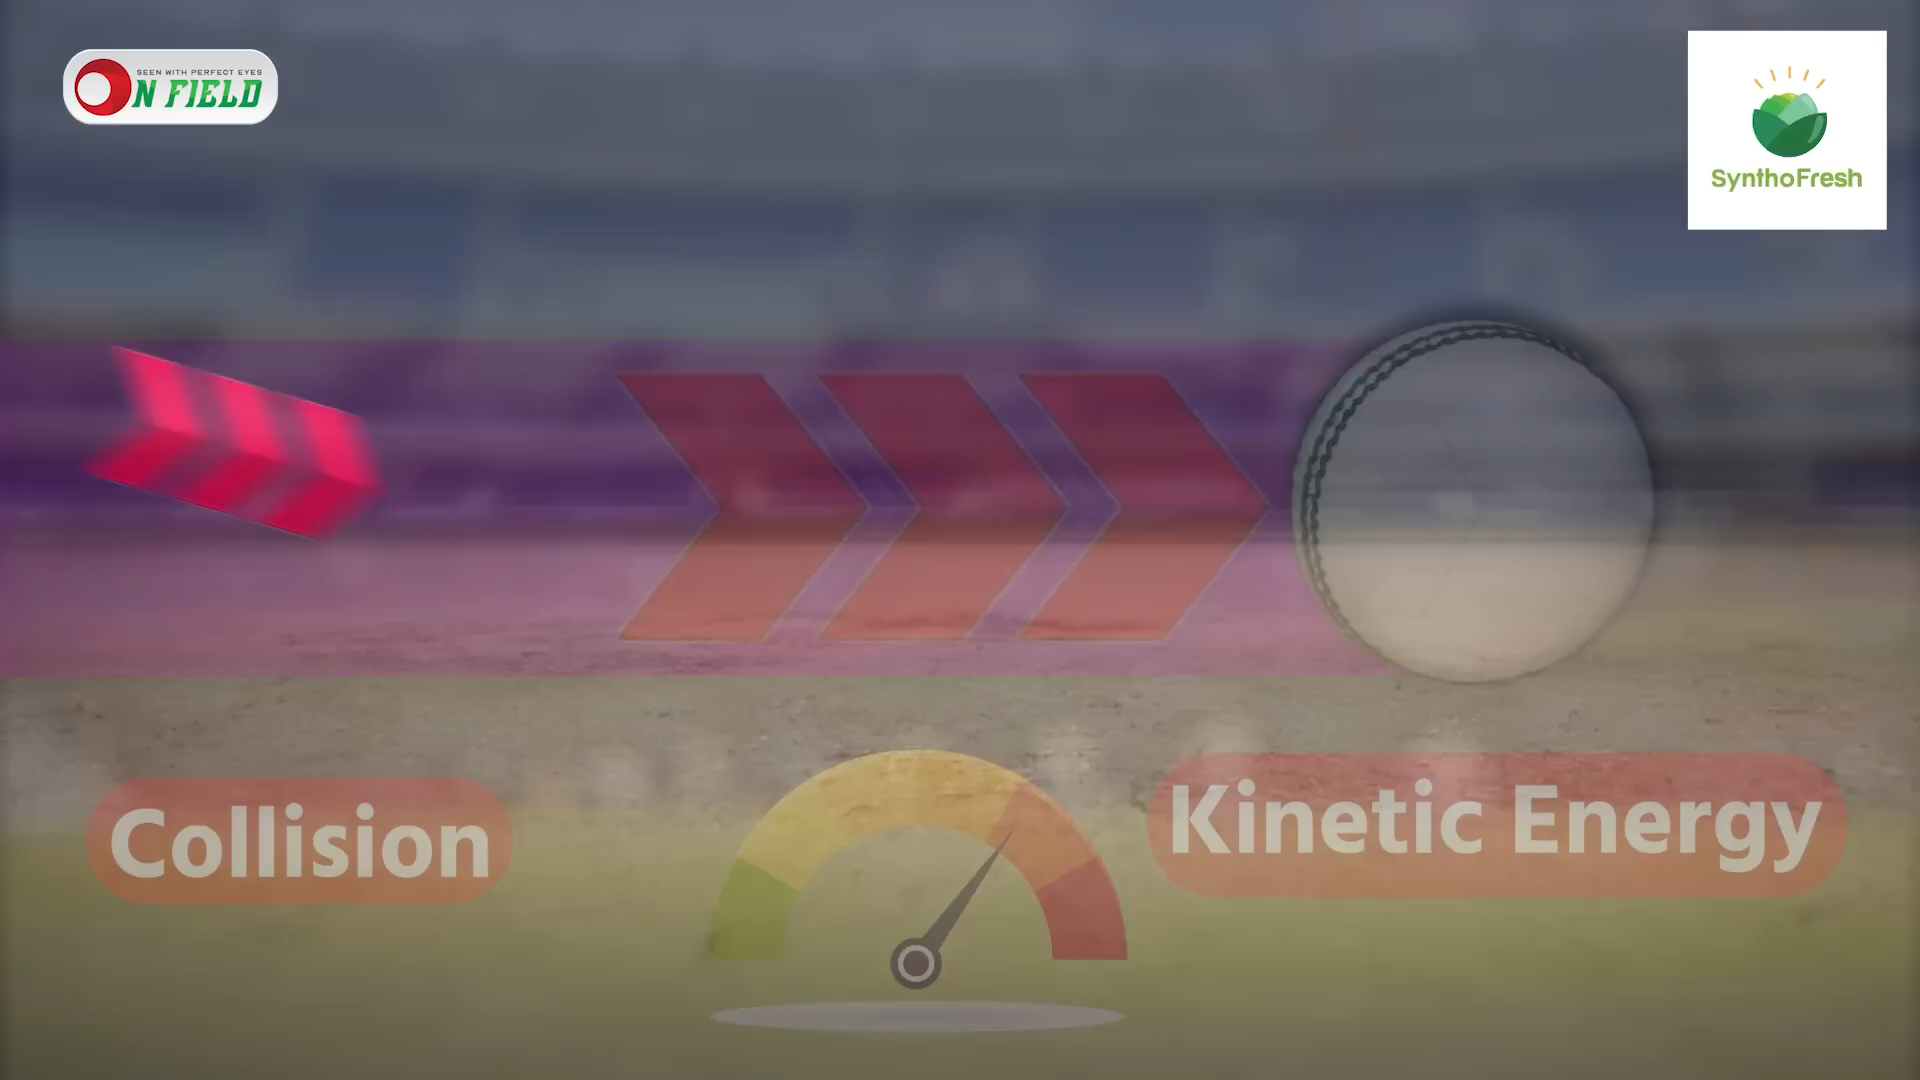 SEEN WITH PERFECT EYES
ON FIELD
SynthoFresh
Collision
Kinetic Energy